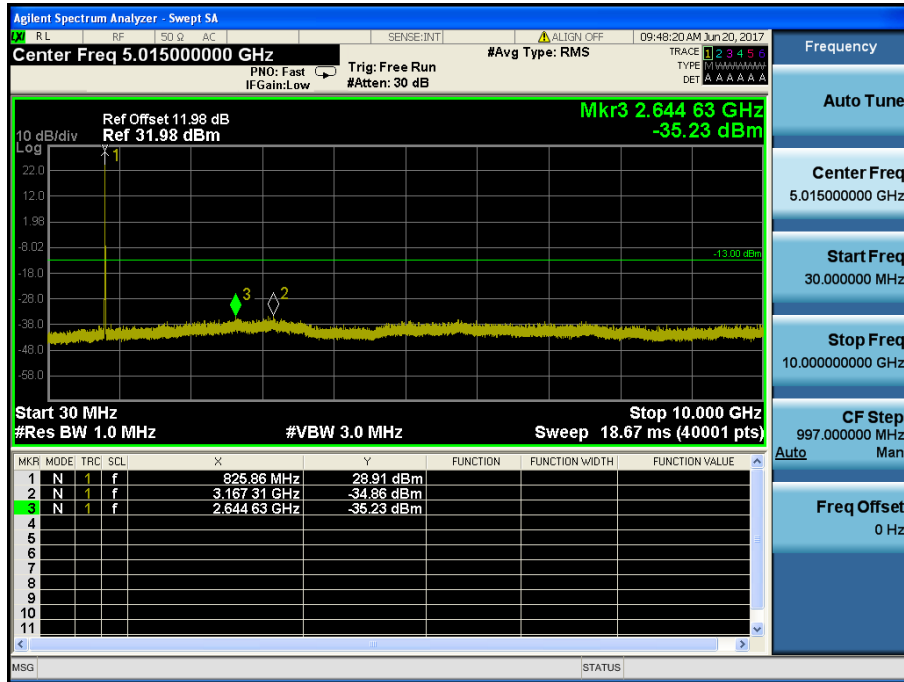 Agilent Spectrum Analyzer - Swept SA
LXI RL RF 50 Ω AC SENSE:INT ALIGN OFF 09:48:20 AM Jun 20, 2017
Center Freq 5.015000000 GHz
PNO: Fast
IFGain:Low
Trig: Free Run
#Atten: 30 dB
#Avg Type: RMS
TRACE 1 2 3 4 5 6
TYPE M WWWWW
DET A A A A A A
Frequency
Auto Tune
Center Freq
5.015000000 GHz
Start Freq
30.000000 MHz
Stop Freq
10.000000000 GHz
CF Step
997.000000 MHz
Auto Man
Freq Offset
0 Hz
Mkr3 2.644 63 GHz
-35.23 dBm
Ref Offset 11.98 dB
10 dB/div Ref 31.98 dBm
Log
1
22.0
12.0
1.98
-8.02
-13.00 dBm
-18.0
-28.0
3 2
-38.0
-48.0
-58.0
Start 30 MHz Stop 10.000 GHz
#Res BW 1.0 MHz #VBW 3.0 MHz Sweep 18.67 ms (40001 pts)
MKR MODE TRC SCL X Y FUNCTION FUNCTION WIDTH FUNCTION VALUE
1 N 1 f 825.86 MHz 28.91 dBm
2 N 1 f 3.167 31 GHz -34.86 dBm
3 N 1 f 2.644 63 GHz -35.23 dBm
4
5
6
7
8
9
10
11
MSG STATUS